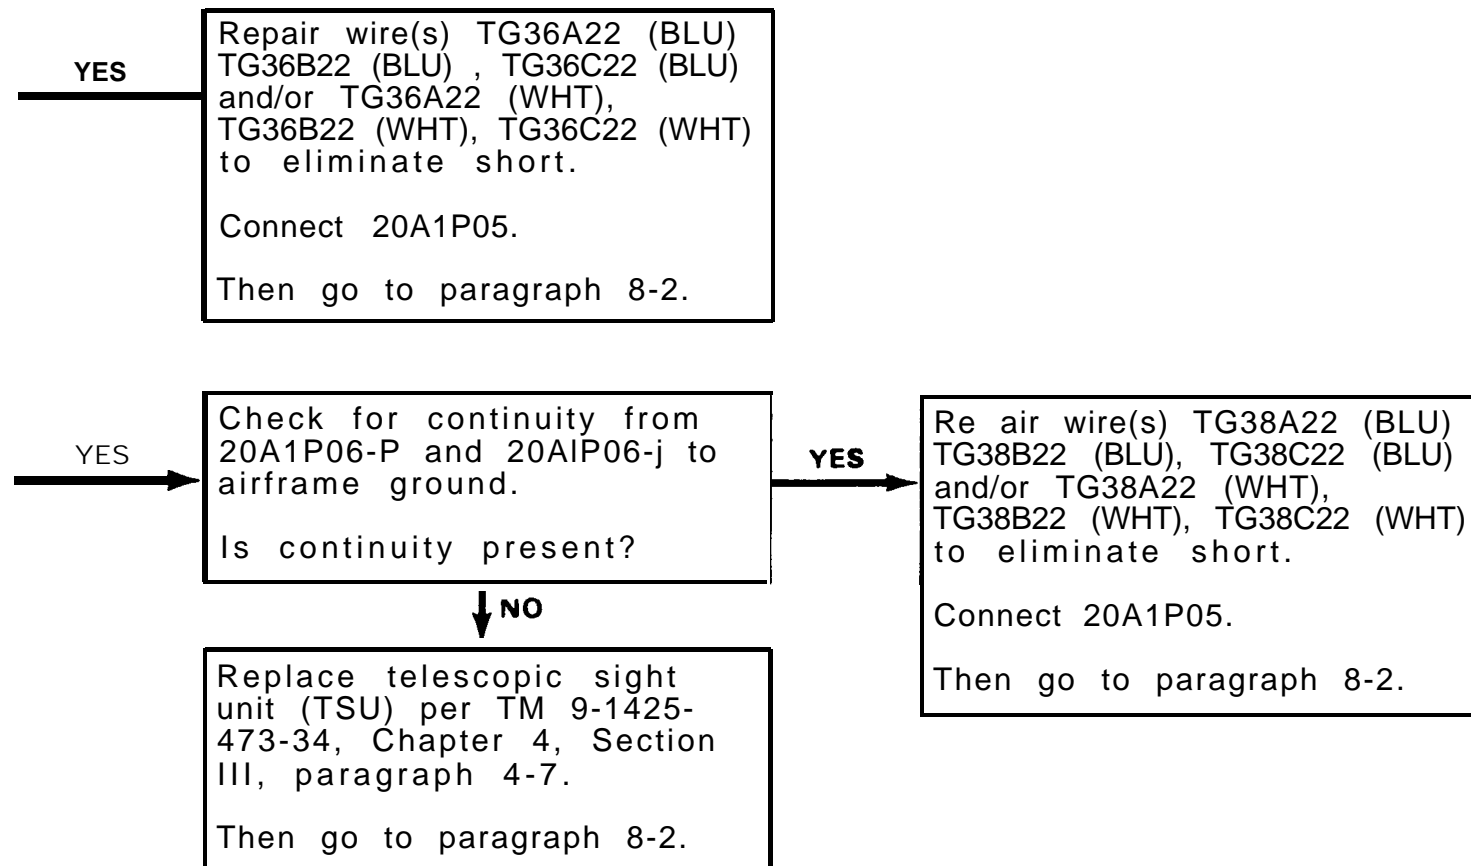 YES
Repair wire(s) TG36A22 (BLU)
TG36B22 (BLU) , TG36C22 (BLU)
and/or TG36A22 (WHT),
TG36B22 (WHT), TG36C22 (WHT)
to eliminate short.
Connect 20A1P05.
Then go to paragraph 8-2.
YES
Check for continuity from
20A1P06-P and 20AIP06-j to
airframe ground.
Is continuity present?
YES
Re air wire(s) TG38A22 (BLU)
TG38B22 (BLU), TG38C22 (BLU)
and/or TG38A22 (WHT),
TG38B22 (WHT), TG38C22 (WHT)
to eliminate short.
Connect 20A1P05.
Then go to paragraph 8-2.
NO
Replace telescopic sight
unit (TSU) per TM 9-1425-
473-34, Chapter 4, Section
III, paragraph 4-7.
Then go to paragraph 8-2.